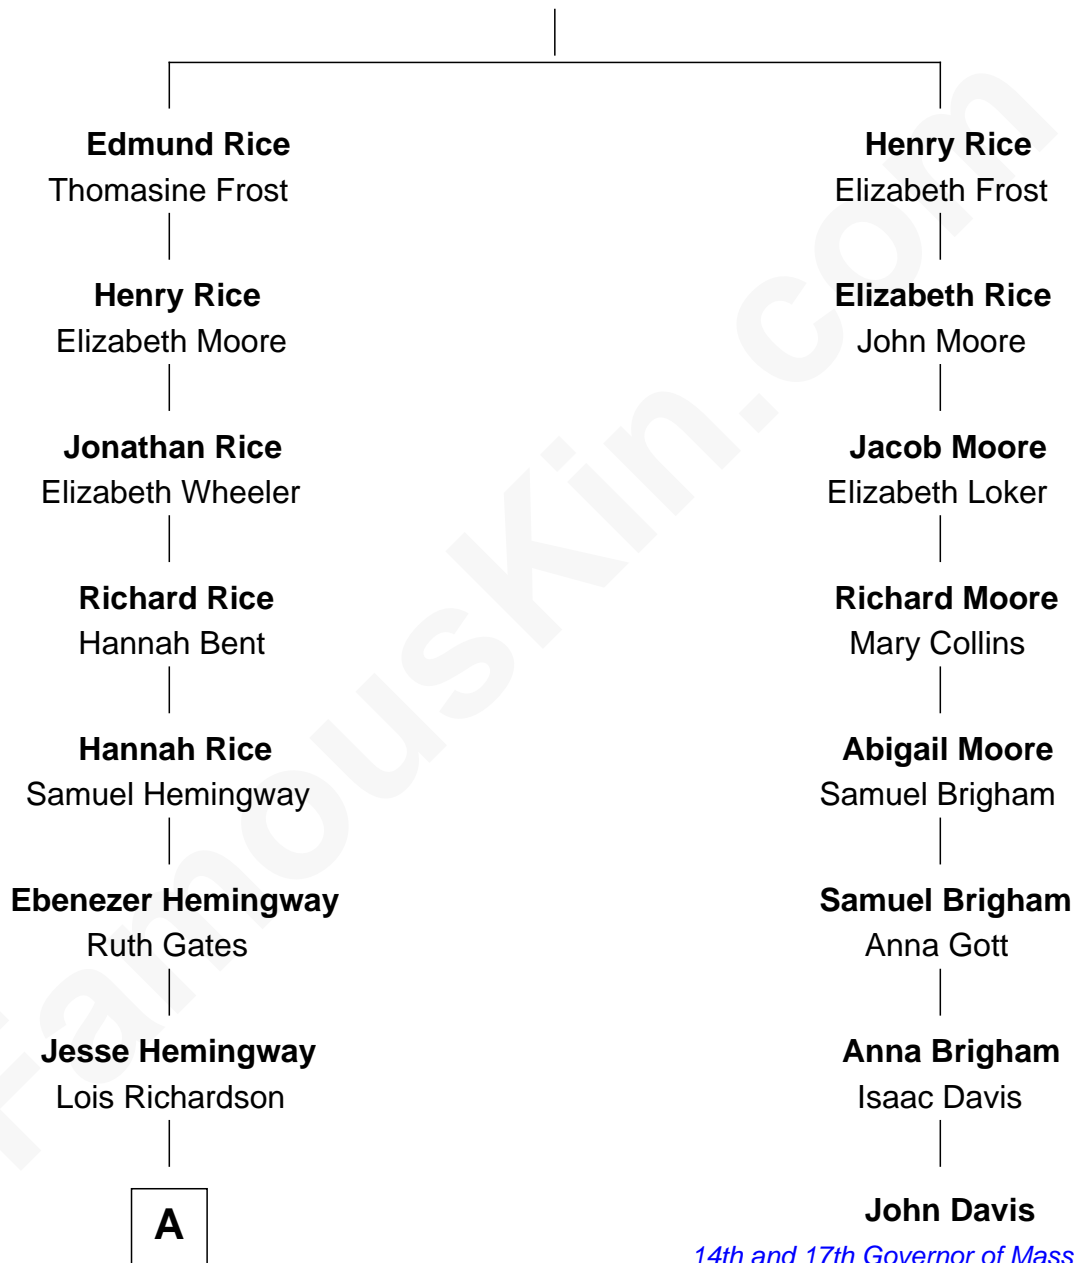 Edmund Rice
Thomasine Frost
Henry Rice
Elizabeth Moore
Jonathan Rice
Elizabeth Wheeler
Richard Rice
Hannah Bent
Hannah Rice
Samuel Hemingway
Ebenezer Hemingway
Ruth Gates
Jesse Hemingway
Lois Richardson
A
Henry Rice
Elizabeth Frost
Elizabeth Rice
John Moore
Jacob Moore
Elizabeth Loker
Richard Moore
Mary Collins
Abigail Moore
Samuel Brigham
Samuel Brigham
Anna Gott
Anna Brigham
Isaac Davis
John Davis
14th and 17th Governor of Mass
FamousKin.com